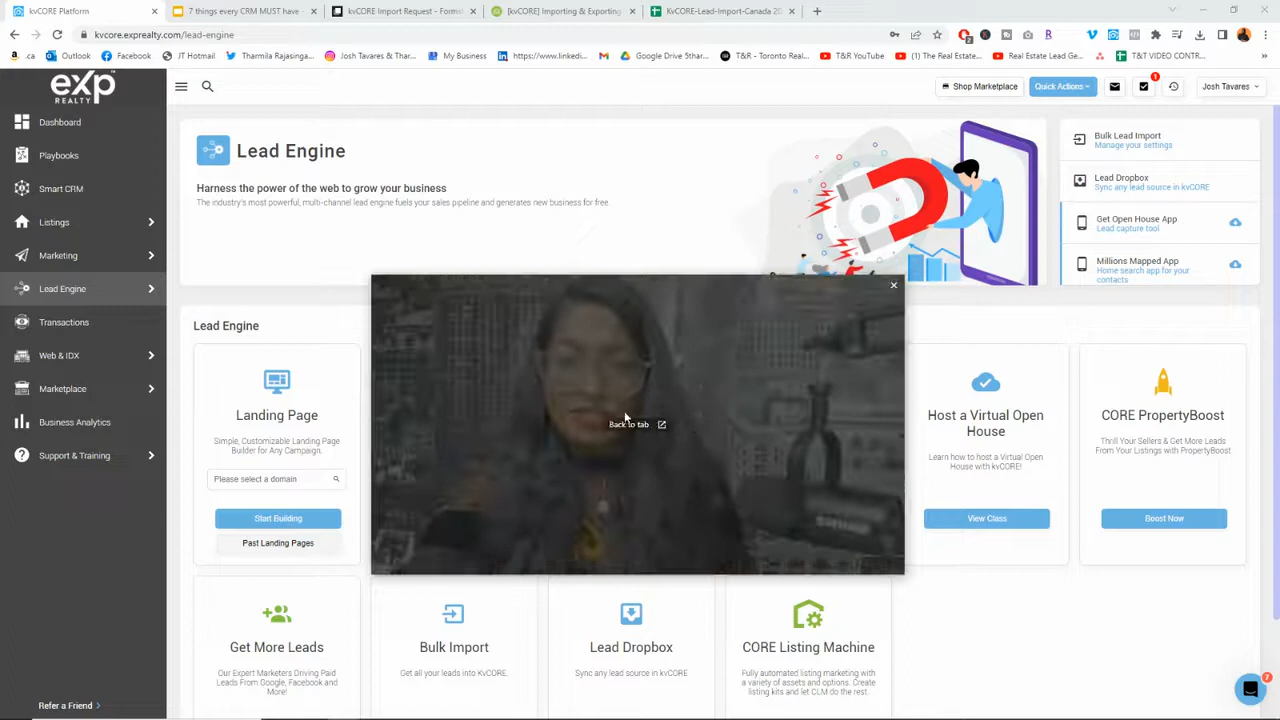 kvCORE Platform
7 things every CRM MUST have -
kvCORE Import Request - Formst
[kvCORE] Importing & Exporting
KvCORE-Lead-Import-Canada 20
kvcore.exprealty.com/lead-engine
.ca
Outlook
Facebook
JT Hotmail
Tharmila Rajasing...
Josh Tavares & Thar...
My Business
https://www.linkedi...
Google Drive 5thar...
T&R - Toronto Real...
T&R YouTube
(1) The Real Estate...
Real Estate Lead Ge...
T&T VIDEO CONTR...
»
exp
REALTY
Shop Marketplace
Quick Actions
1
Josh Tavares
Dashboard
Playbooks
Smart CRM
Listings
Marketing
Lead Engine
Transactions
Web & IDX
Marketplace
Business Analytics
Support & Training
Refer a Friend
Lead Engine
Harness the power of the web to grow your business
The industry's most powerful, multi-channel lead engine fuels your sales pipeline and generates new business for free.
Bulk Lead Import
Manage your settings
Lead Dropbox
Sync any lead source in kvCORE
Get Open House App
Lead capture tool
Millions Mapped App
Home search app for your
contacts
Lead Engine
Landing Page
Simple, Customizable Landing Page
Builder for Any Campaign.
Please select a domain
Start Building
Past Landing Pages
Back to tab
Host a Virtual Open
House
Learn how to host a Virtual Open
House with kvCORE!
View Class
CORE PropertyBoost
Thrill Your Sellers & Get More Leads
From Your Listings with PropertyBoost
Boost Now
Get More Leads
Our Expert Marketers Driving Paid
Leads From Google, Facebook and
More!
Bulk Import
Get all your leads into KvCORE.
Lead Dropbox
Sync any lead source in kvCORE
CORE Listing Machine
Fully automated listing marketing with
a variety of assets and options. Create
listing kits and let CLM do the rest.